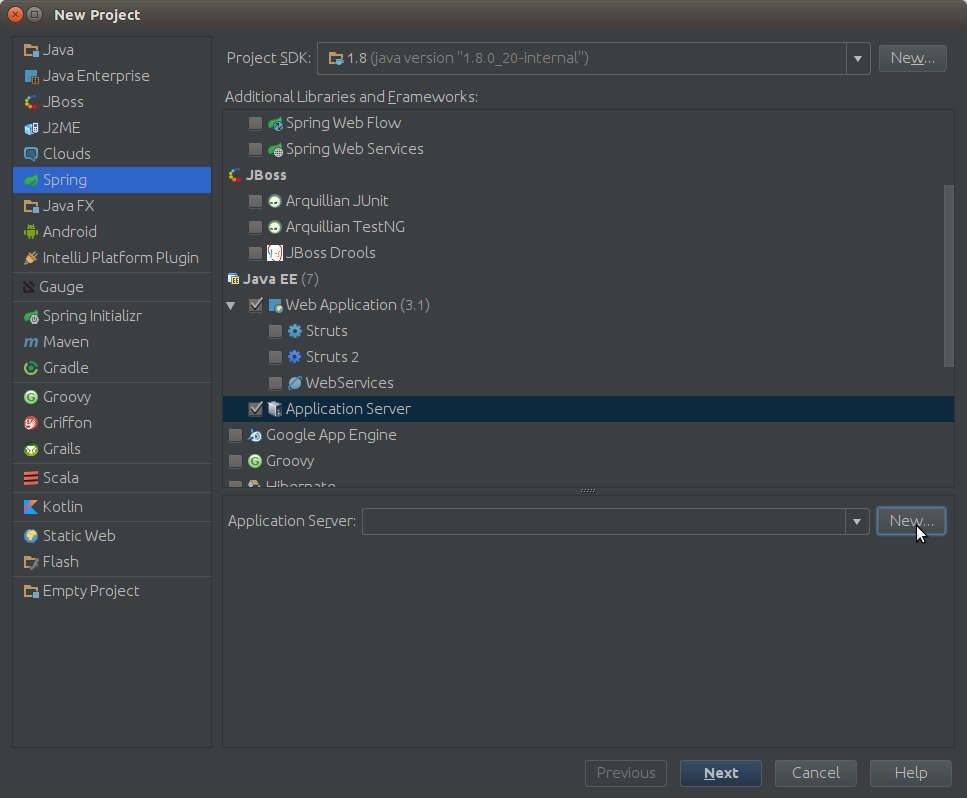 New Project
Java
Java Enterprise
JBoss
J2ME
Clouds
Spring
Java FX
Android
IntelliJ Platform Plugin
Gauge
Spring Initializr
Maven
Gradle
Groovy
Griffon
Grails
Scala
Kotlin
Static Web
Flash
Empty Project
Project SDK: 1.8 (java version "1.8.0_20-internal") New...
Additional Libraries and Frameworks:
Spring Web Flow
Spring Web Services
JBoss
Arquillian JUnit
Arquillian TestNG
JBoss Drools
Java EE (7)
Web Application (3.1)
Struts
Struts 2
WebServices
Application Server
Google App Engine
Groovy
Hibernate
Application Server: New...
Previous Next Cancel Help